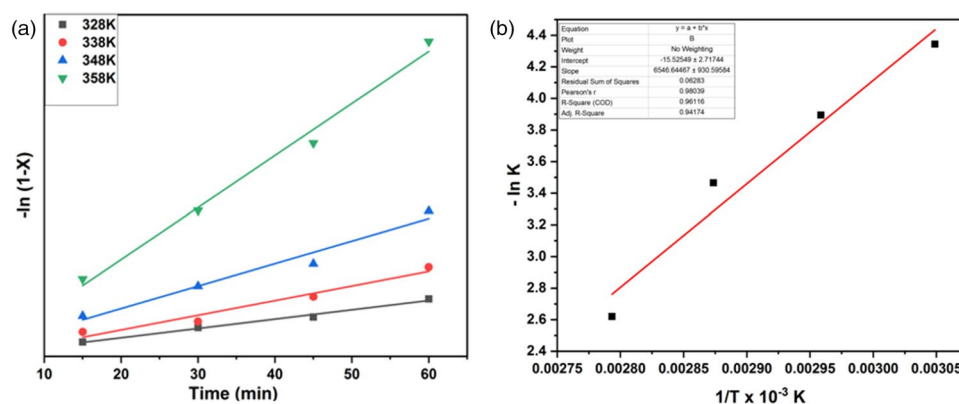 (a)
328K
338K
348K
358K
-ln (1-X)
10 20 30 40 50 60
Time (min)
(b)
Equation y = a + b*x
Plot B
Weight No Weighting
Intercept -15.52549 ± 2.71744
Slope 6546.64467 ± 930.59584
Residual Sum of Squares 0.06283
Pearson's r 0.98039
R-Square (COD) 0.96116
Adj. R-Square 0.94174
- ln K
4.4
4.2
4.0
3.8
3.6
3.4
3.2
3.0
2.8
2.6
2.4
0.00275 0.00280 0.00285 0.00290 0.00295 0.00300 0.00305
1/T x 10⁻³ K